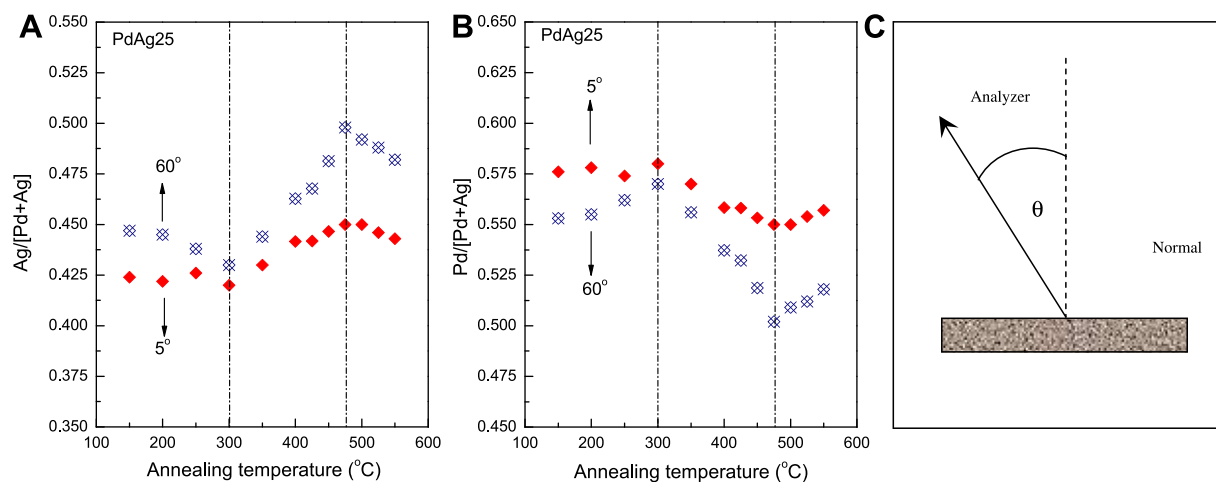 A
PdAg25
0.550
0.525
0.500
0.475
0.450
0.425
0.400
0.375
0.350
60°
5°
Ag/[Pd+Ag]
100 200 300 400 500 600
Annealing temperature (°C)
B
PdAg25
0.650
0.625
0.600
0.575
0.550
0.525
0.500
0.475
0.450
5°
60°
Pd/[Pd+Ag]
100 200 300 400 500 600
Annealing temperature (°C)
C
Analyzer
θ
Normal